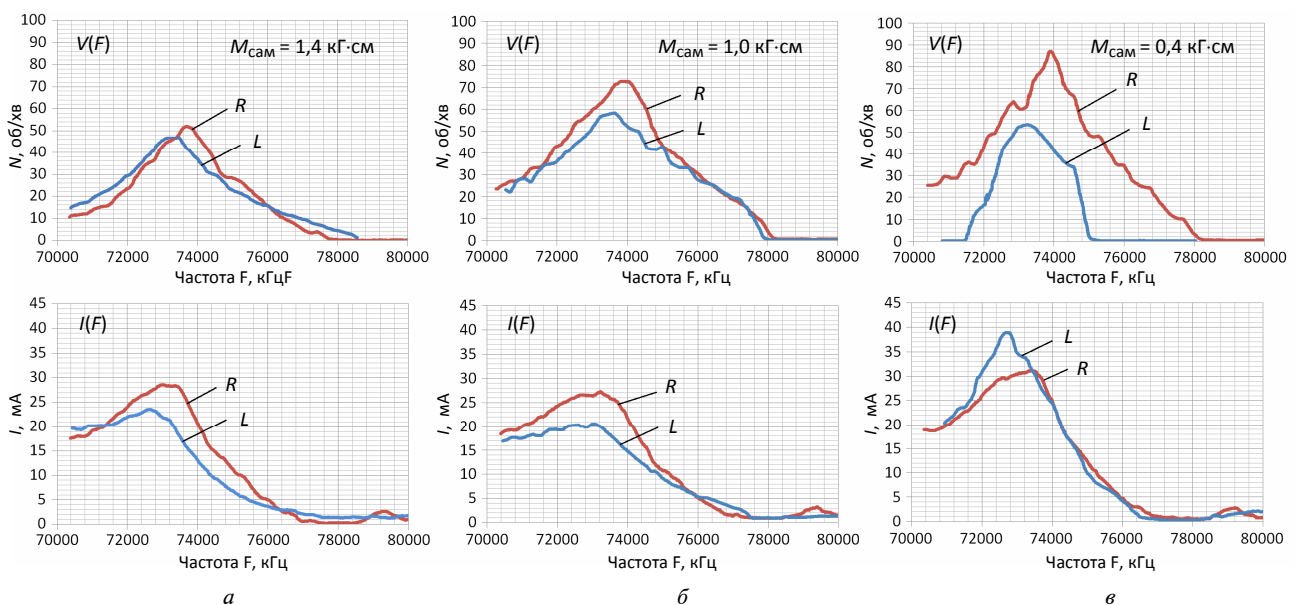 V(F)
M_сам = 1,4 кГ·см
R
L
N, об/хв
100
90
80
70
60
50
40
30
20
10
0
70000 72000 74000 76000 78000 80000
Частота F, кГцF
V(F)
M_сам = 1,0 кГ·см
R
L
N, об/хв
100
90
80
70
60
50
40
30
20
10
0
70000 72000 74000 76000 78000 80000
Частота F, кГц
V(F)
M_сам = 0,4 кГ·см
R
L
N, об/хв
100
90
80
70
60
50
40
30
20
10
0
70000 72000 74000 76000 78000 80000
Частота F, кГц
I(F)
R
L
I, мА
45
40
35
30
25
20
15
10
5
0
70000 72000 74000 76000 78000 80000
Частота F, кГц
а
I(F)
R
L
I, мА
45
40
35
30
25
20
15
10
5
0
70000 72000 74000 76000 78000 80000
Частота F, кГц
б
I(F)
L
R
I, мА
45
40
35
30
25
20
15
10
5
0
70000 72000 74000 76000 78000 80000
Частота F, кГц
в